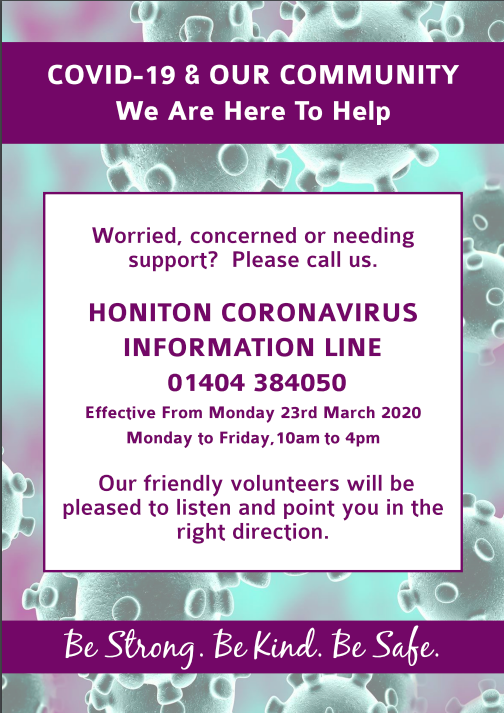 COVID-19 & OUR COMMUNITY
We Are Here To Help
Worried, concerned or needing
support?  Please call us.
HONITON CORONAVIRUS
INFORMATION LINE
01404 384050
Effective From Monday 23rd March 2020
Monday to Friday,10am to 4pm
Our friendly volunteers will be
pleased to listen and point you in the
right direction.
Be Strong. Be Kind. Be Safe.